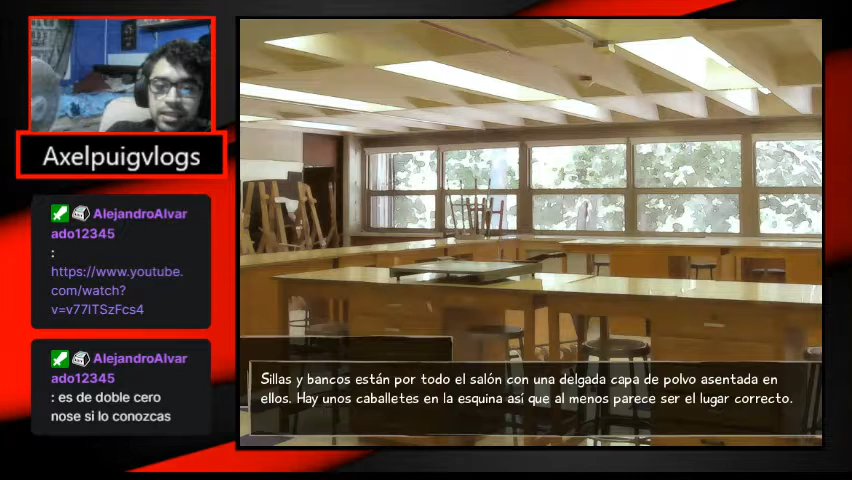 Axelpuigvlogs
AlejandroAlvar
ado12345
:
https://www.youtube.
com/watch?
v=v77ITSzFcs4
AlejandroAlvar
ado12345
: es de doble cero
nose si lo conozcas
Sillas y bancos están por todo el salón con una delgada capa de polvo asentada en
ellos. Hay unos caballetes en la esquina así que al menos parece ser el lugar correcto.